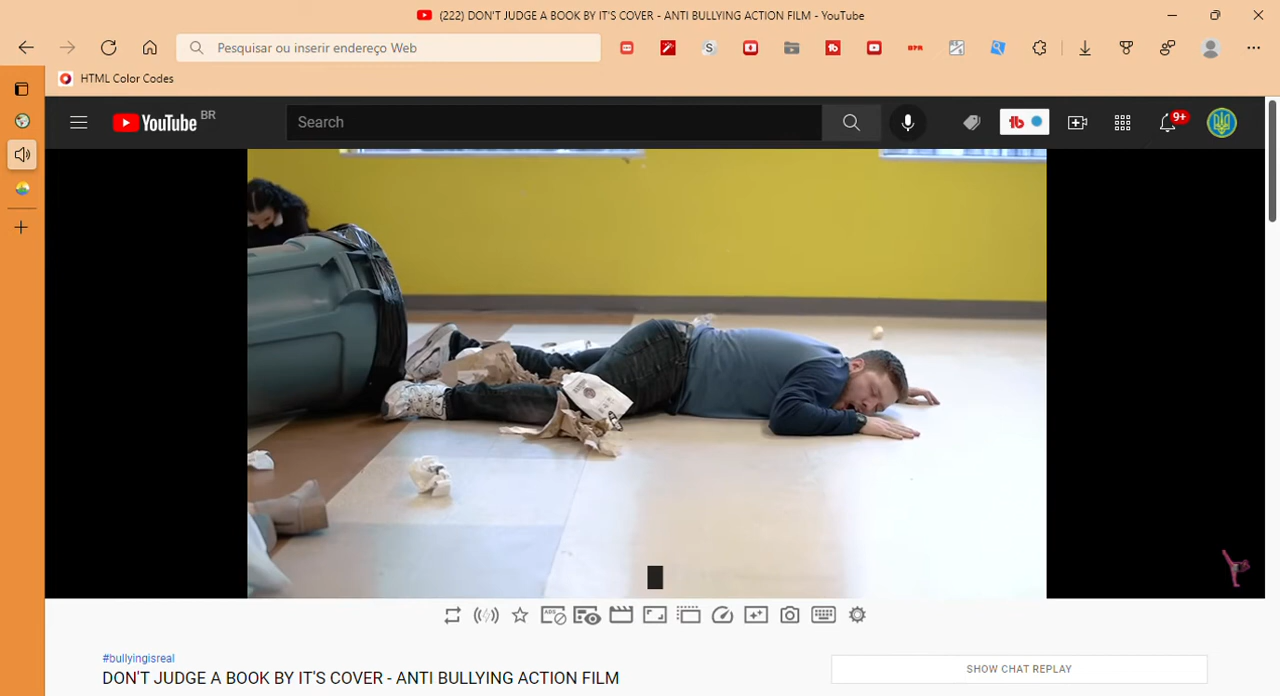 (222) DON'T JUDGE A BOOK BY IT'S COVER - ANTI BULLYING ACTION FILM - YouTube
Pesquisar ou inserir endereço Web
HTML Color Codes
YouTube BR
Search
9+
#bullyingisreal
DON'T JUDGE A BOOK BY IT'S COVER - ANTI BULLYING ACTION FILM
SHOW CHAT REPLAY